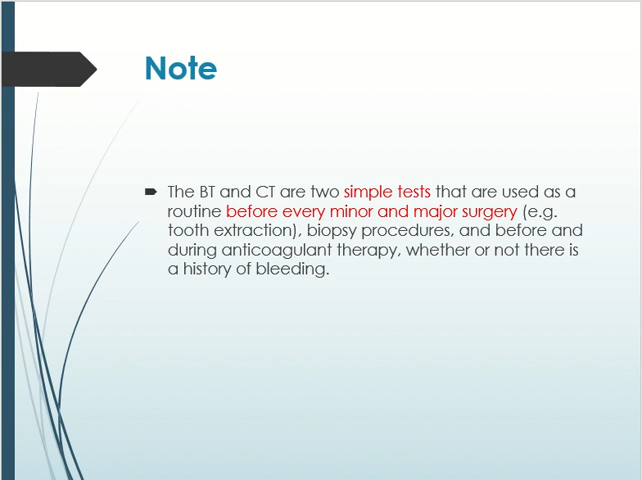 Note
The BT and CT are two simple tests that are used as a
routine before every minor and major surgery (e.g.
tooth extraction), biopsy procedures, and before and
during anticoagulant therapy, whether or not there is
a history of bleeding.